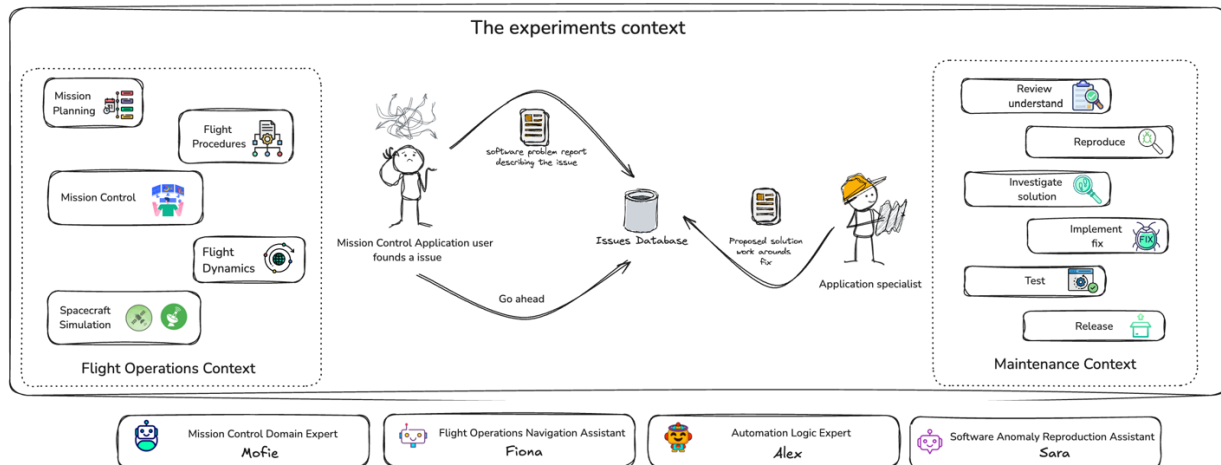 The experiments context
Mission
Planning
Flight
Procedures
Mission Control
Flight
Dynamics
Spacecraft
Simulation
Flight Operations Context
software problem report
describing the issue
Mission Control Application user
founds a issue
Go ahead
Issues Database
Proposed solution
work arounds
fix
Application specialist
Review
understand
Reproduce
Investigate
solution
Implement
fix
FIX
Test
Release
Maintenance Context
Mission Control Domain Expert
Mofie
Flight Operations Navigation Assistant
Fiona
Automation Logic Expert
Alex
Software Anomaly Reproduction Assistant
Sara